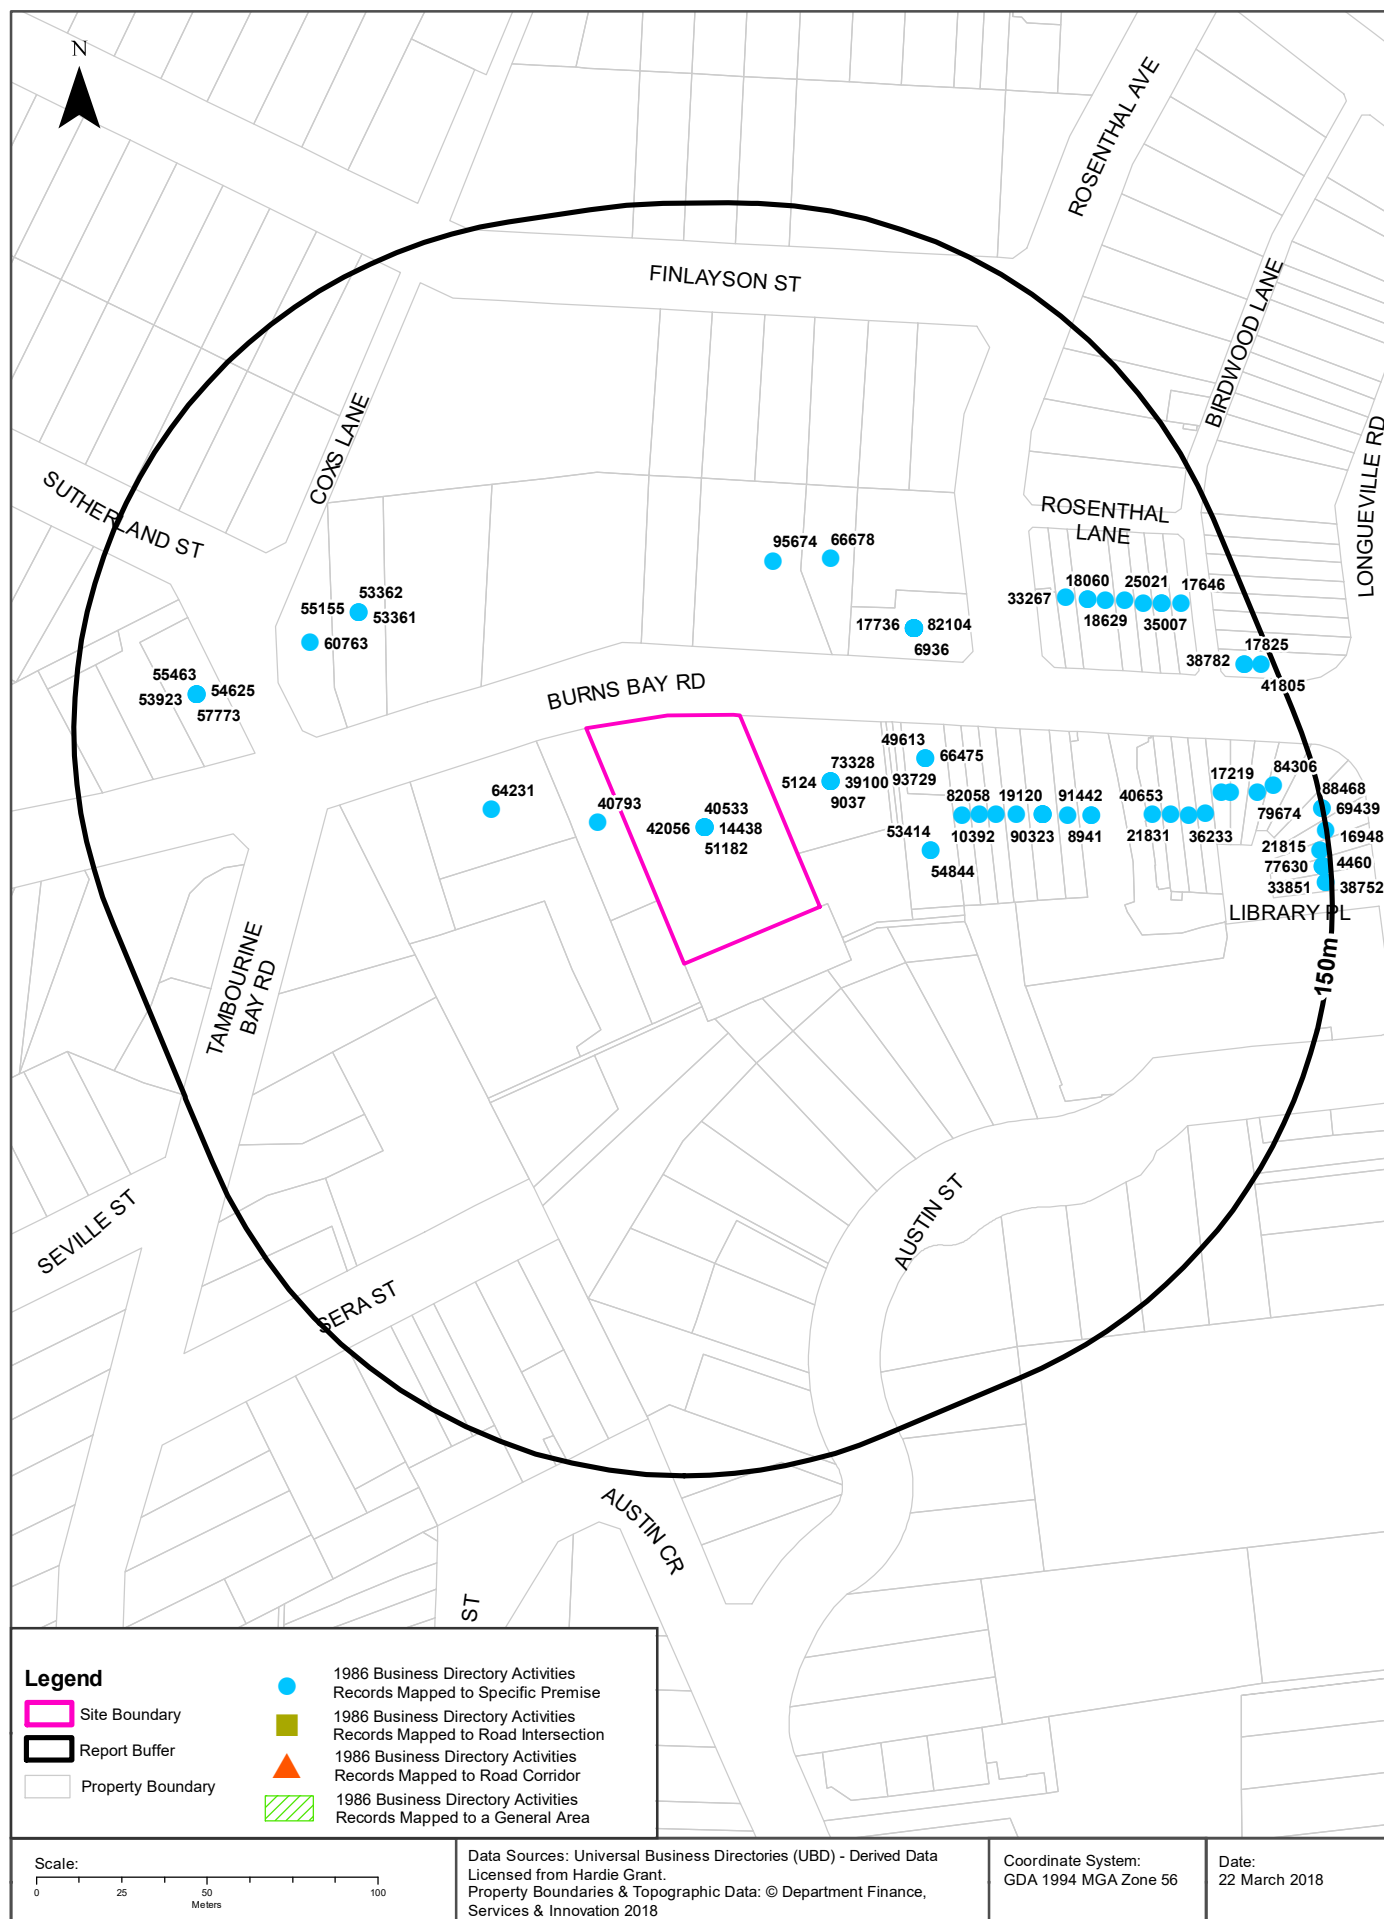 N
ROSENTHAL AVE
FINLAYSON ST
BIRDWOOD LANE
COXS LANE
LONGUEVILLE RD
SUTHERLAND ST
ROSENTHAL
LANE
95674
66678
53362
55155
53361
60763
33267
18060
25021
17646
18629
35007
17736
82104
6936
17825
38782
41805
55463
54625
53923
57773
BURNS BAY RD
49613
66475
93729
73328
5124
39100
9037
84306
17219
79674
88468
69439
16948
64231
40793
40533
42056
14438
51182
82058
19120
91442
40653
10392
90323
8941
21831
36233
53414
54844
21815
77630
4460
33851
38752
LIBRARY PL
150m
TAMBOURINE
BAY RD
AUSTIN ST
SEVILLE ST
SERA ST
AUSTIN CR
ST
Legend
Site Boundary
Report Buffer
Property Boundary
1986 Business Directory Activities
Records Mapped to Specific Premise
1986 Business Directory Activities
Records Mapped to Road Intersection
1986 Business Directory Activities
Records Mapped to Road Corridor
1986 Business Directory Activities
Records Mapped to a General Area
Scale:
0 25 50 100
Meters
Data Sources: Universal Business Directories (UBD) - Derived Data
Licensed from Hardie Grant.
Property Boundaries & Topographic Data: © Department Finance,
Services & Innovation 2018
Coordinate System:
GDA 1994 MGA Zone 56
Date:
22 March 2018